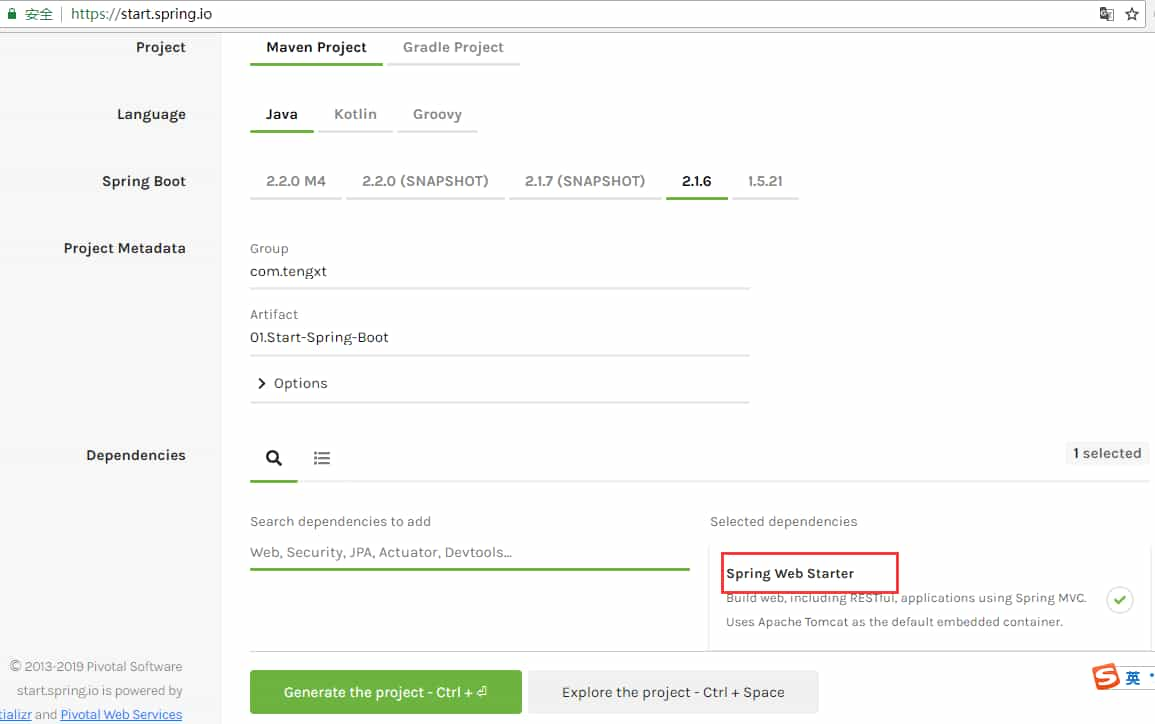 安全 https://start.spring.io
Project
Maven Project Gradle Project
Language
Java Kotlin Groovy
Spring Boot
2.2.0 M4 2.2.0 (SNAPSHOT) 2.1.7 (SNAPSHOT) 2.1.6 1.5.21
Project Metadata
Group
com.tengxt
Artifact
01.Start-Spring-Boot
Options
Dependencies
1 selected
Search dependencies to add
Web, Security, JPA, Actuator, Devtools...
Selected dependencies
Spring Web Starter
Build web, including RESTful, applications using Spring MVC.
Uses Apache Tomcat as the default embedded container.
© 2013-2019 Pivotal Software
start.spring.io is powered by
tializr and Pivotal Web Services
Generate the project - Ctrl + ⏎
Explore the project - Ctrl + Space
S 英